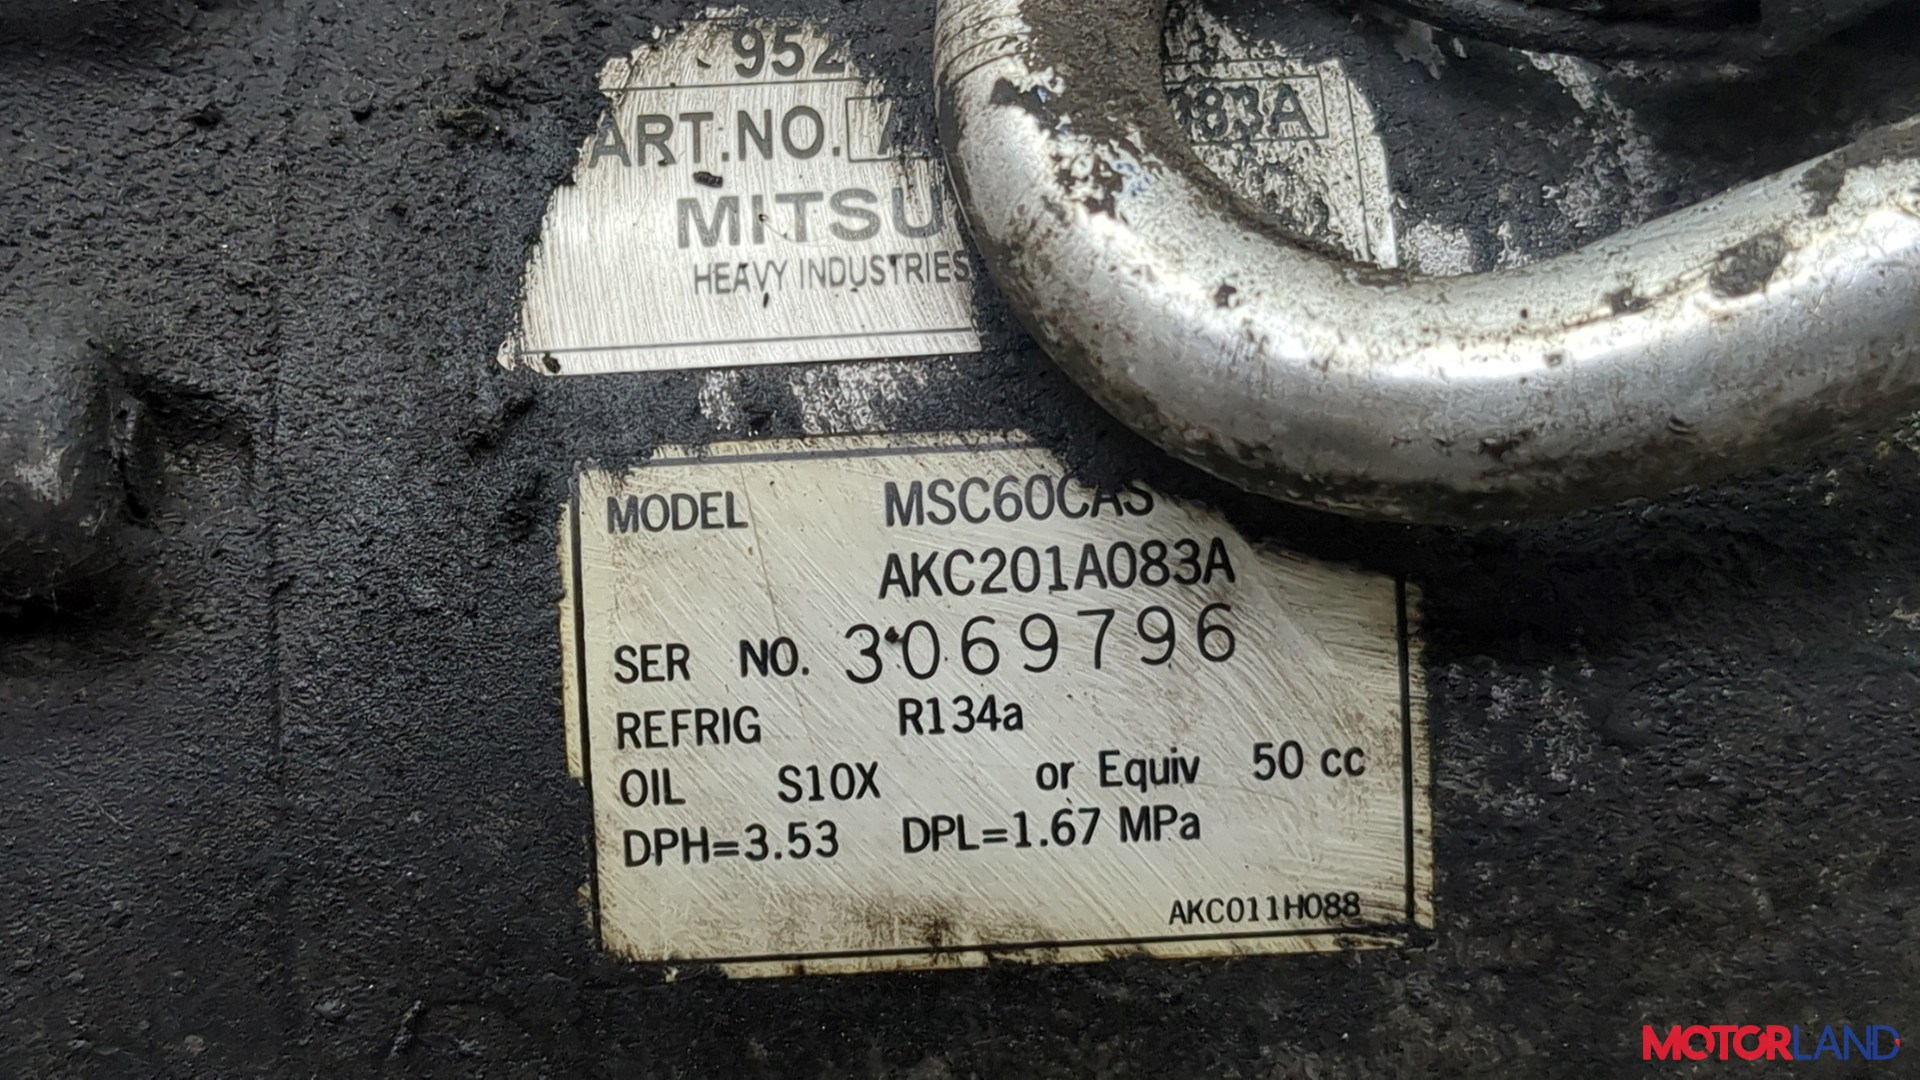 952
ART.NO. 083A
MITSU
HEAVY INDUSTRIES
MODEL MSC60CAS
AKC201A083A
SER NO. 3069796
REFRIG R134a
OIL S10X or Equiv 50 cc
DPH=3.53 DPL=1.67 MPa
AKC011H088
MOTORLAND